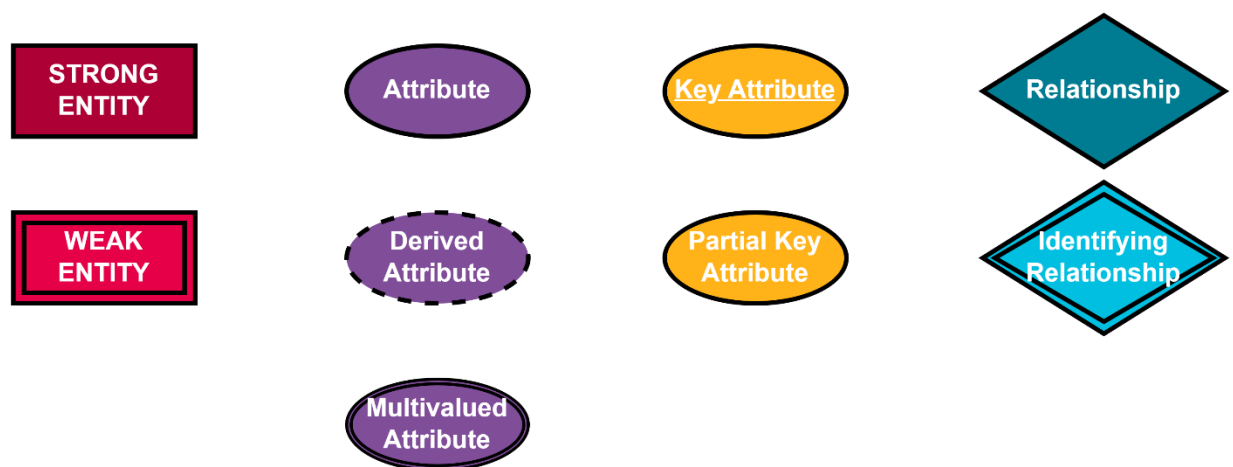 STRONG
ENTITY
Attribute
Key Attribute
Relationship
WEAK
ENTITY
Derived
Attribute
Partial Key
Attribute
Identifying
Relationship
Multivalued
Attribute